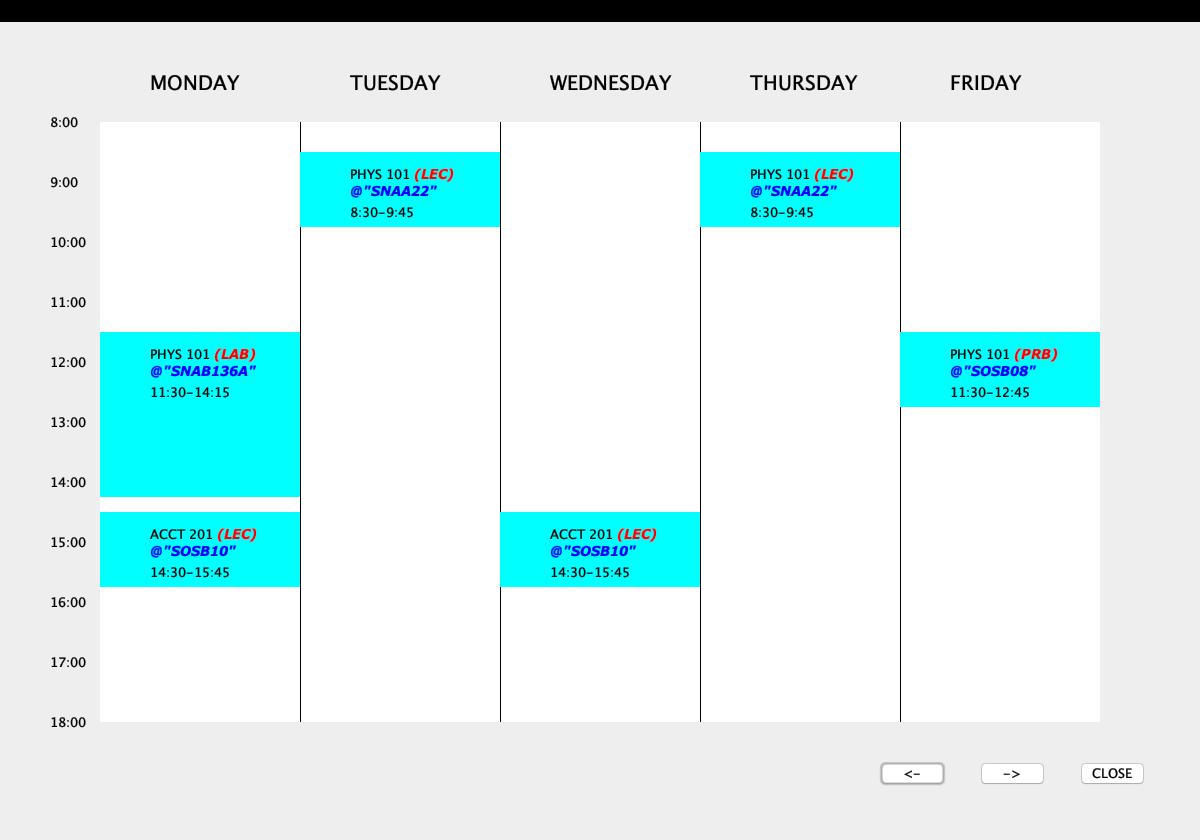 MONDAY TUESDAY WEDNESDAY THURSDAY FRIDAY
8:00
PHYS 101 (LEC)
@"SNAA22"
8:30-9:45
PHYS 101 (LEC)
@"SNAA22"
8:30-9:45
9:00
10:00
11:00
PHYS 101 (LAB)
@"SNAB136A"
11:30-14:15
PHYS 101 (PRB)
@"SOSB08"
11:30-12:45
12:00
13:00
14:00
ACCT 201 (LEC)
@"SOSB10"
14:30-15:45
ACCT 201 (LEC)
@"SOSB10"
14:30-15:45
15:00
16:00
17:00
18:00
<- -> CLOSE